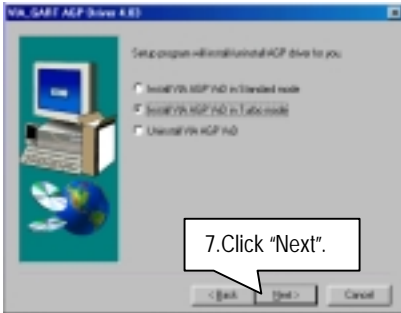 VIA_GART AGP Driver 4.03
Setup program will install/uninstall AGP driver for you.
Install VIA AGP VxD in Standard mode
Install VIA AGP VxD in Turbo mode
Uninstall VIA AGP VxD
7.Click “Next”.
< Back
Next >
Cancel